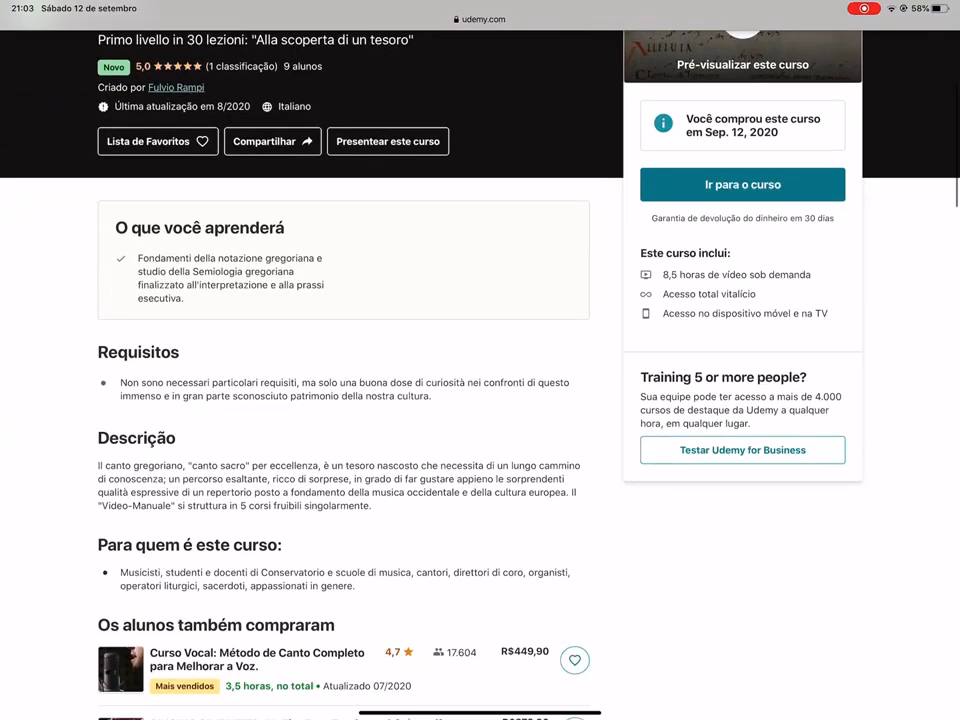 21:03 Sábado 12 de setembro
58%
udemy.com
Primo livello in 30 lezioni: "Alla scoperta di un tesoro"
Novo 5,0 (1 classificação) 9 alunos
Criado por Fulvio Rampi
Última atualização em 8/2020 Italiano
Lista de Favoritos Compartilhar Presentear este curso
ALLELUIA
Pré-visualizar este curso
Você comprou este curso
em Sep. 12, 2020
Ir para o curso
Garantia de devolução do dinheiro em 30 dias
Este curso inclui:
8,5 horas de vídeo sob demanda
Acesso total vitalício
Acesso no dispositivo móvel e na TV
Training 5 or more people?
Sua equipe pode ter acesso a mais de 4.000
cursos de destaque da Udemy a qualquer
hora, em qualquer lugar.
Testar Udemy for Business
O que você aprenderá
Fondamenti della notazione gregoriana e
studio della Semiologia gregoriana
finalizzato all'interpretazione e alla prassi
esecutiva.
Requisitos
Non sono necessari particolari requisiti, ma solo una buona dose di curiosità nei confronti di questo
immenso e in gran parte sconosciuto patrimonio della nostra cultura.
Descrição
Il canto gregoriano, "canto sacro" per eccellenza, è un tesoro nascosto che necessita di un lungo cammino
di conoscenza; un percorso esaltante, ricco di sorprese, in grado di far gustare appieno le sorprendenti
qualità espressive di un repertorio posto a fondamento della musica occidentale e della cultura europea. Il
"Video-Manuale" si struttura in 5 corsi fruibili singolarmente.
Para quem é este curso:
Musicisti, studenti e docenti di Conservatorio e scuole di musica, cantori, direttori di coro, organisti,
operatori liturgici, sacerdoti, appassionati in genere.
Os alunos também compraram
Curso Vocal: Método de Canto Completo
para Melhorar a Voz.
4,7 17.604 R$449,90
Mais vendidos 3,5 horas, no total • Atualizado 07/2020